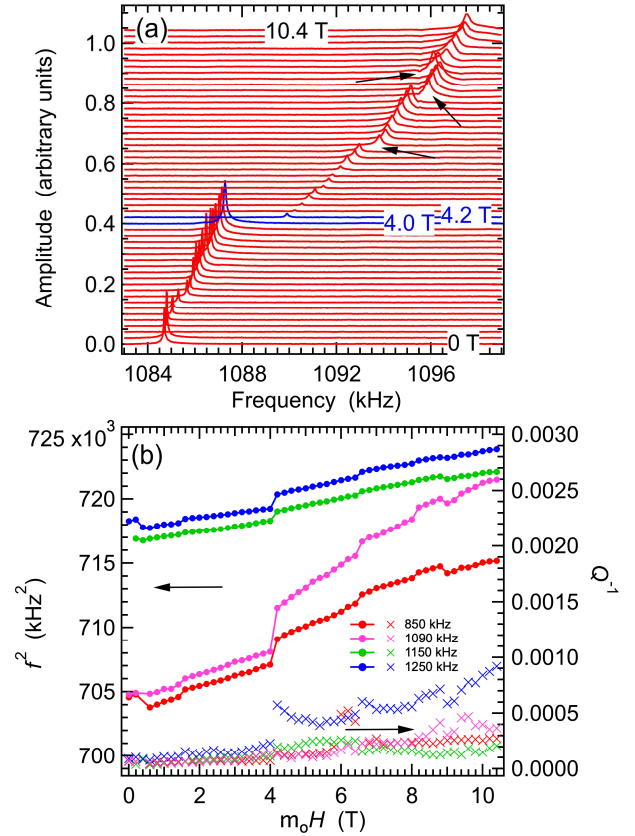 (a)
10.4 T
4.0 T
4.2 T
0 T
1.0
0.8
0.6
0.4
0.2
0.0
Amplitude (arbitrary units)
1084
1088
1092
1096
Frequency (kHz)
(b)
725 x10³
720
715
710
705
700
f² (kHz²)
0.0030
0.0025
0.0020
0.0015
0.0010
0.0005
0.0000
Q⁻¹
850 kHz
1090 kHz
1150 kHz
1250 kHz
0
2
4
6
8
10
moH (T)